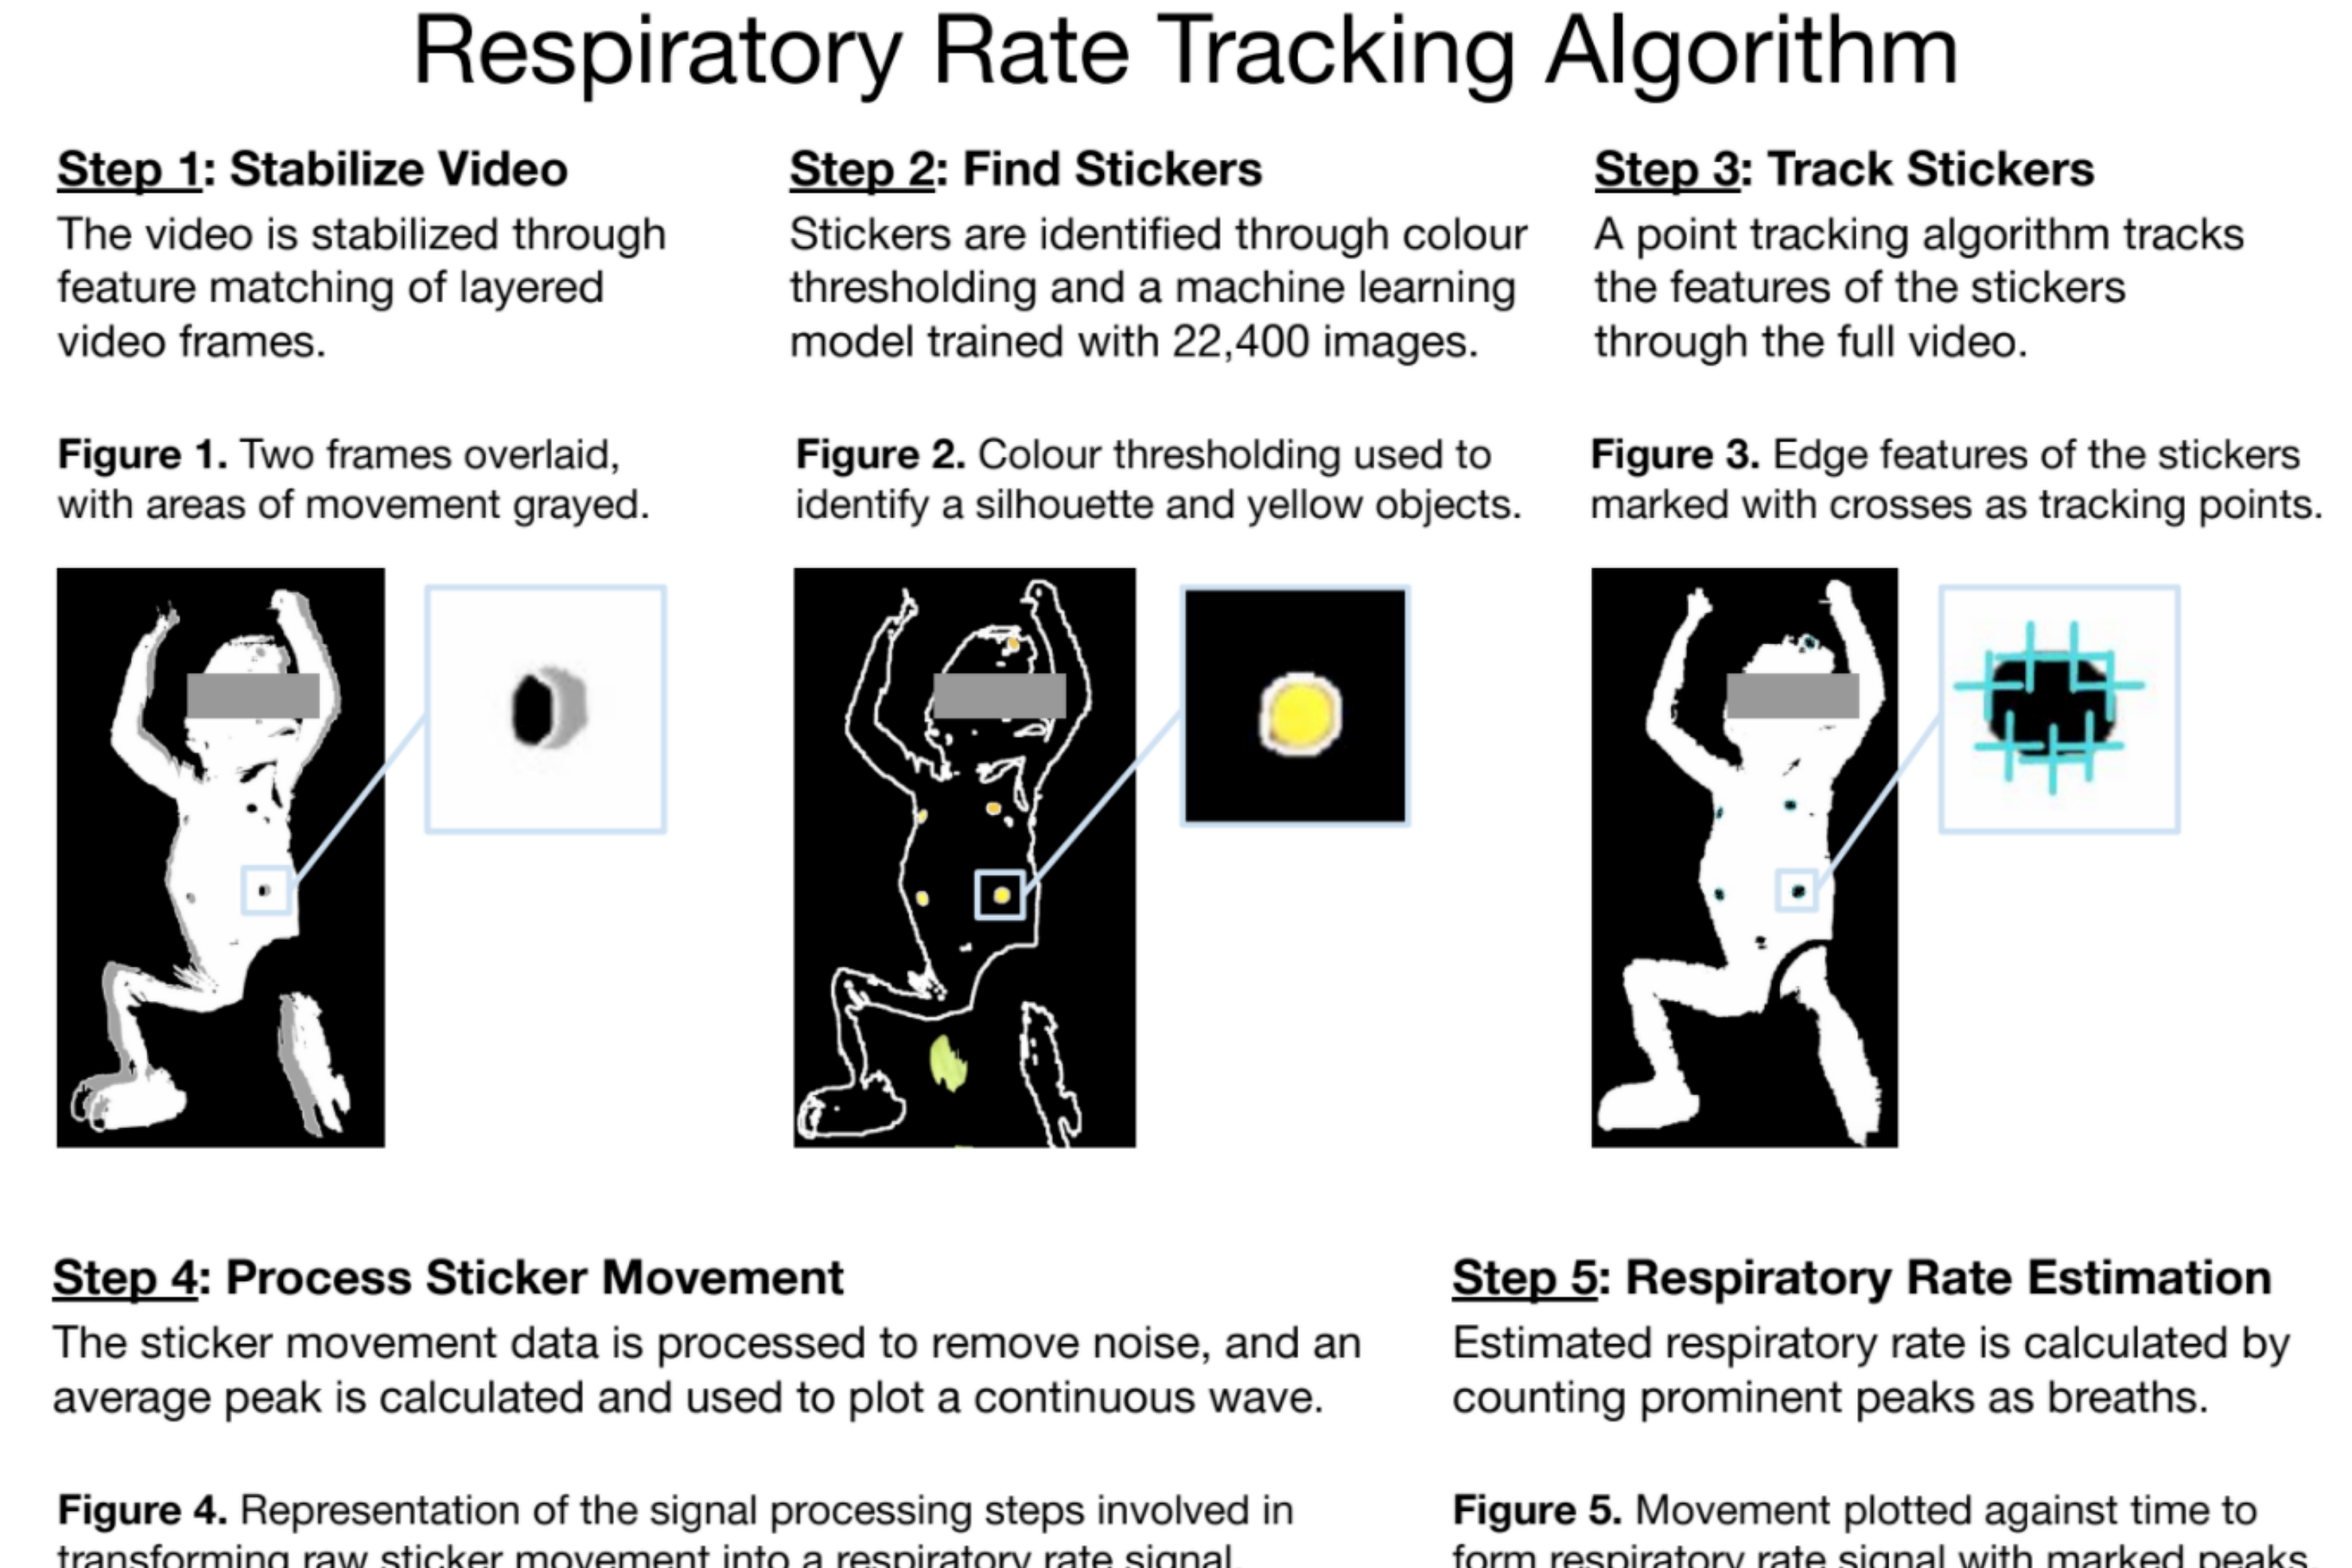 Respiratory Rate Tracking Algorithm
Step 1: Stabilize Video
The video is stabilized through
feature matching of layered
video frames.
Figure 1. Two frames overlaid,
with areas of movement grayed.
Step 2: Find Stickers
Stickers are identified through colour
thresholding and a machine learning
model trained with 22,400 images.
Figure 2. Colour thresholding used to
identify a silhouette and yellow objects.
Step 3: Track Stickers
A point tracking algorithm tracks
the features of the stickers
through the full video.
Figure 3. Edge features of the stickers
marked with crosses as tracking points.
Step 4: Process Sticker Movement
The sticker movement data is processed to remove noise, and an
average peak is calculated and used to plot a continuous wave.
Figure 4. Representation of the signal processing steps involved in
transforming raw sticker movement into a respiratory rate signal.
Step 5: Respiratory Rate Estimation
Estimated respiratory rate is calculated by
counting prominent peaks as breaths.
Figure 5. Movement plotted against time to
form respiratory rate signal with marked peaks.